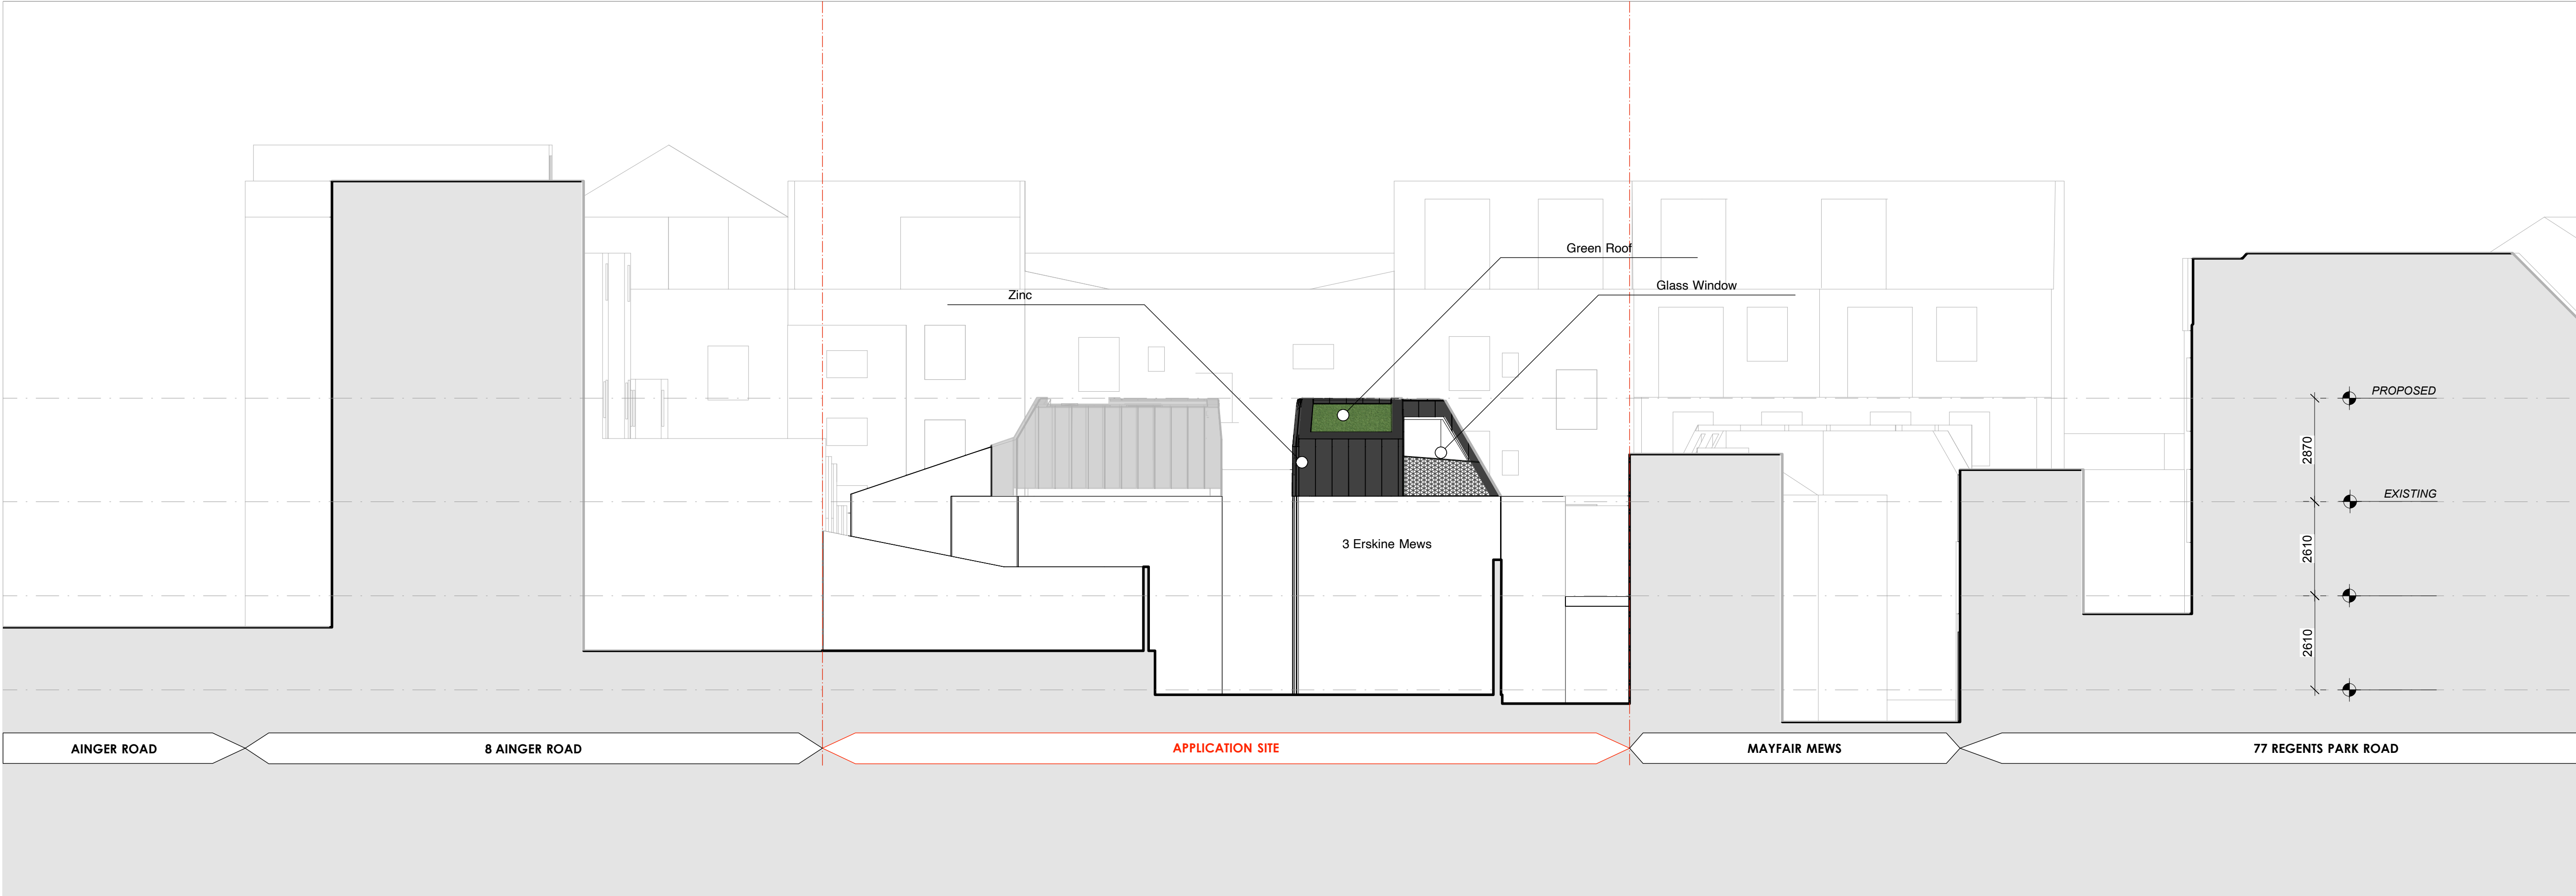 Green Roof
Glass Window
Zinc
PROPOSED
2870
EXISTING
3 Erskine Mews
2610
2610
AINGER ROAD
8 AINGER ROAD
APPLICATION SITE
MAYFAIR MEWS
77 REGENTS PARK ROAD